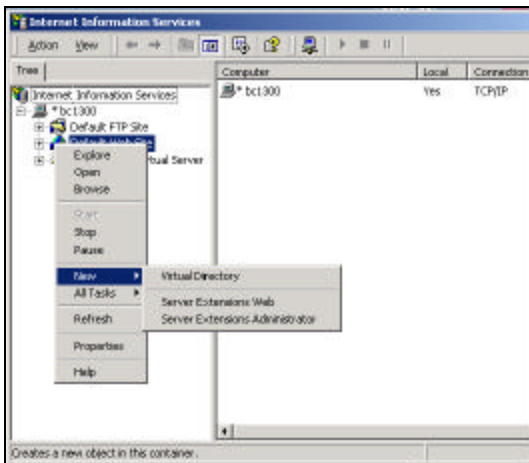 Internet Information Services
Action View
Tree
Computer Local Connection
Internet Information Services
* bc1300 Yes TCP/IP
* bc1300
Default FTP Site
Default Web Site
tual Server
Explore
Open
Browse
Start
Stop
Pause
New
Virtual Directory
All Tasks
Server Extensions Web
Refresh
Server Extensions Administrator
Properties
Help
Creates a new object in this container.